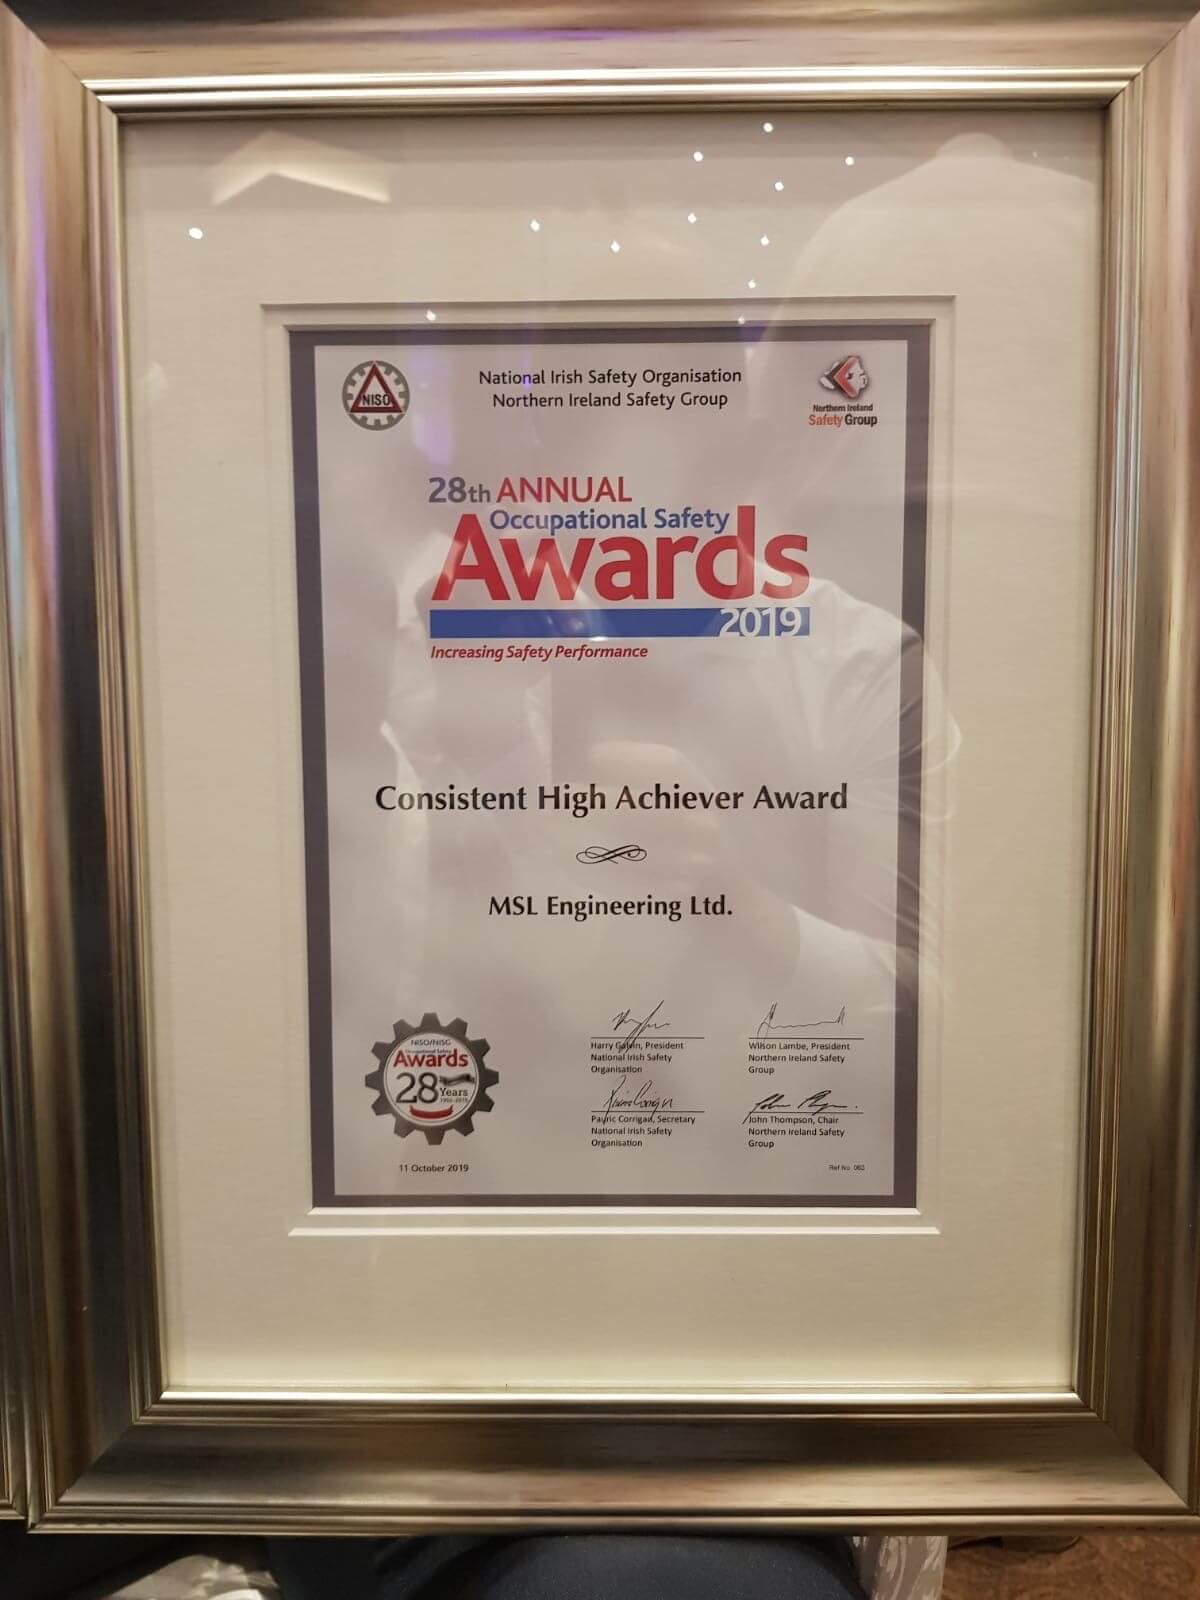 NISO
National Irish Safety Organisation
Northern Ireland Safety Group
Northern Ireland
Safety Group
28th ANNUAL
Occupational Safety
Awards
2019
Increasing Safety Performance
Consistent High Achiever Award
MSL Engineering Ltd.
NISO/NISG
Occupational Safety
Awards
28 Years
Harry Galvin, President
National Irish Safety
Organisation
Wilson Lambe, President
Northern Ireland Safety
Group
Pauric Corrigan, Secretary
National Irish Safety
Organisation
John Thompson, Chair
Northern Ireland Safety
Group
11 October 2019
Ref No